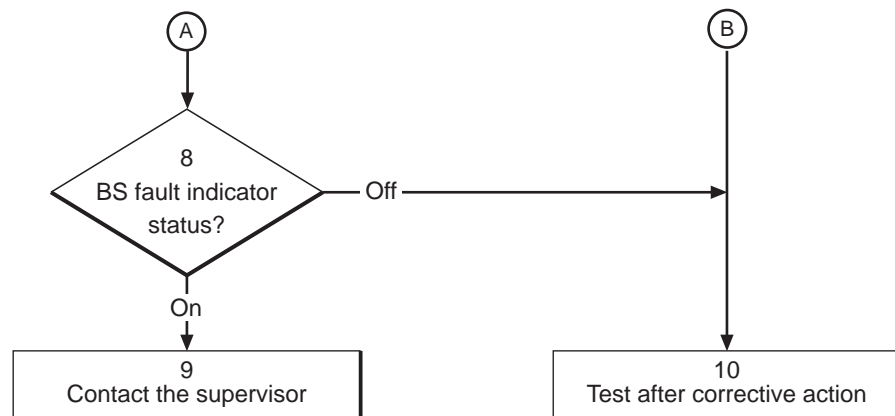 A
B
8
BS fault indicator
status?
Off
On
9
Contact the supervisor
10
Test after corrective action